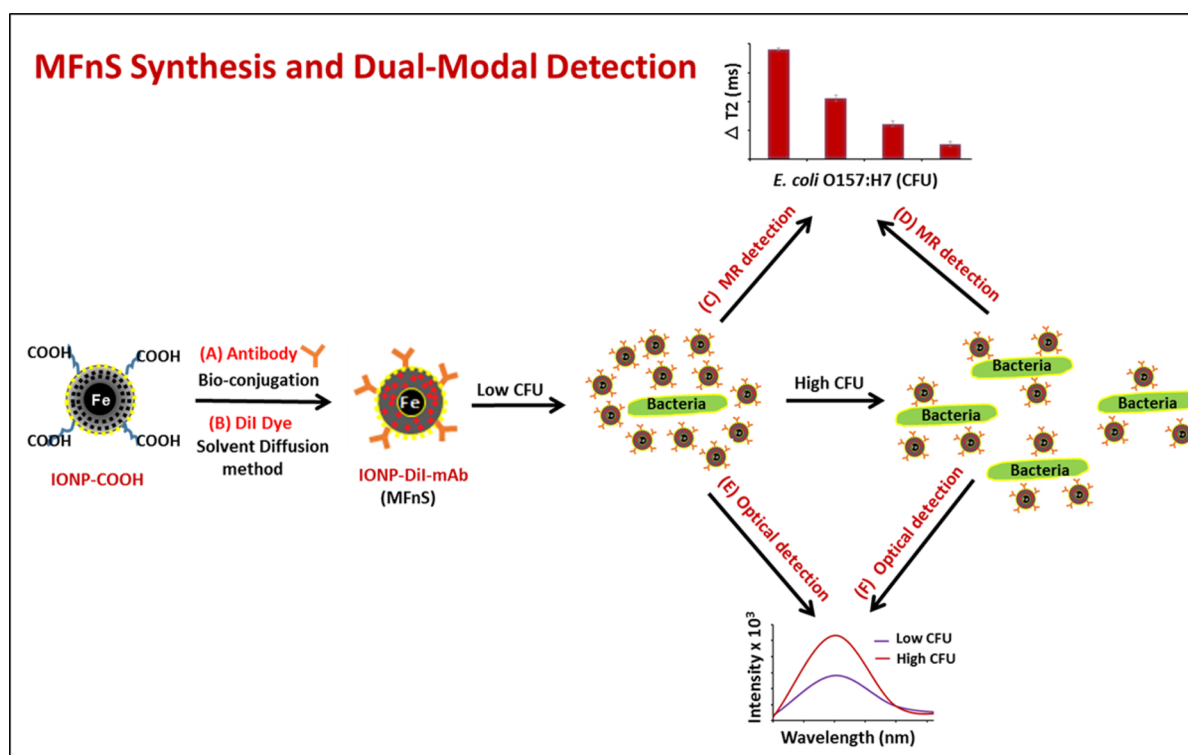 MFnS Synthesis and Dual-Modal Detection
△ T2 (ms)
E. coli O157:H7 (CFU)
(C) MR detection
(D) MR detection
COOH
COOH
COOH
COOH
Fe
IONP-COOH
(A) Antibody
Bio-conjugation
(B) DiI Dye
Solvent Diffusion
method
Fe
IONP-DiI-mAb
(MFnS)
Low CFU
Bacteria
High CFU
Bacteria
Bacteria
Bacteria
Bacteria
(E) Optical detection
(F) Optical detection
Intensity x 10³
Low CFU
High CFU
Wavelength (nm)